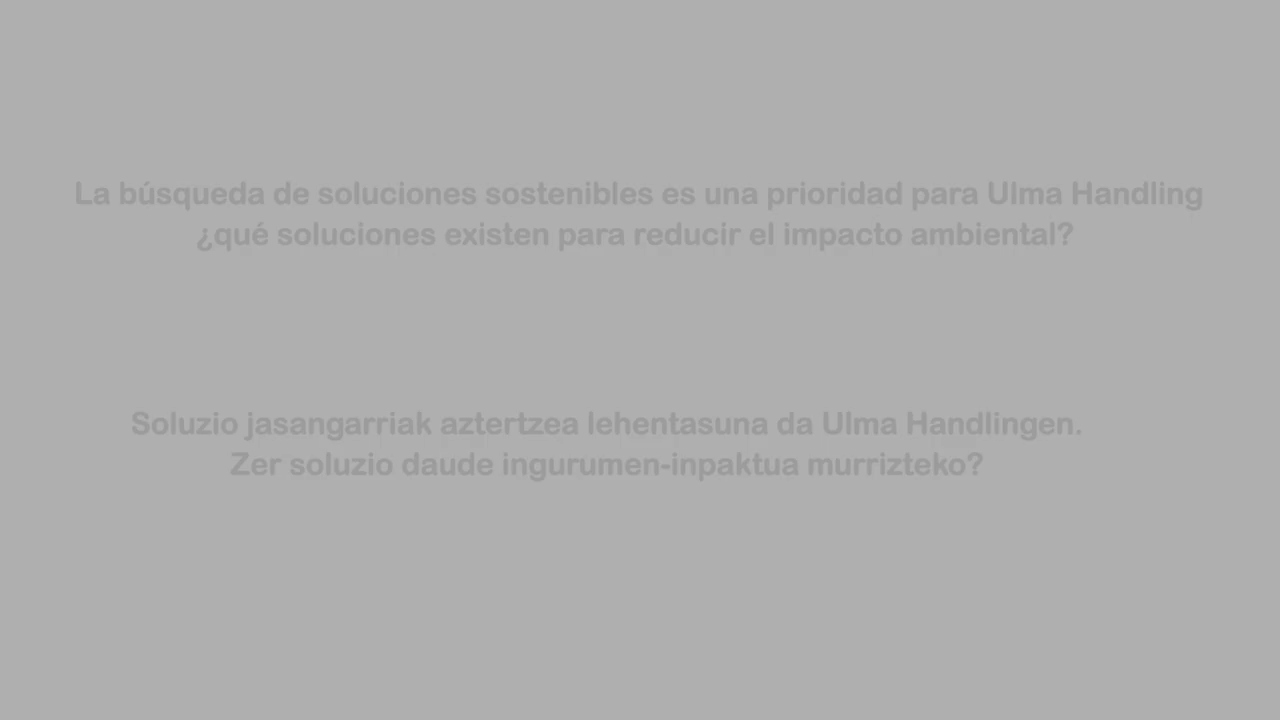 La búsqueda de soluciones sostenibles es una prioridad para Ulma Handling
¿qué soluciones existen para reducir el impacto ambiental?
Soluzio jasangarriak aztertzea lehentasuna da Ulma Handlingen.
Zer soluzio daude ingurumen-inpaktua murrizteko?